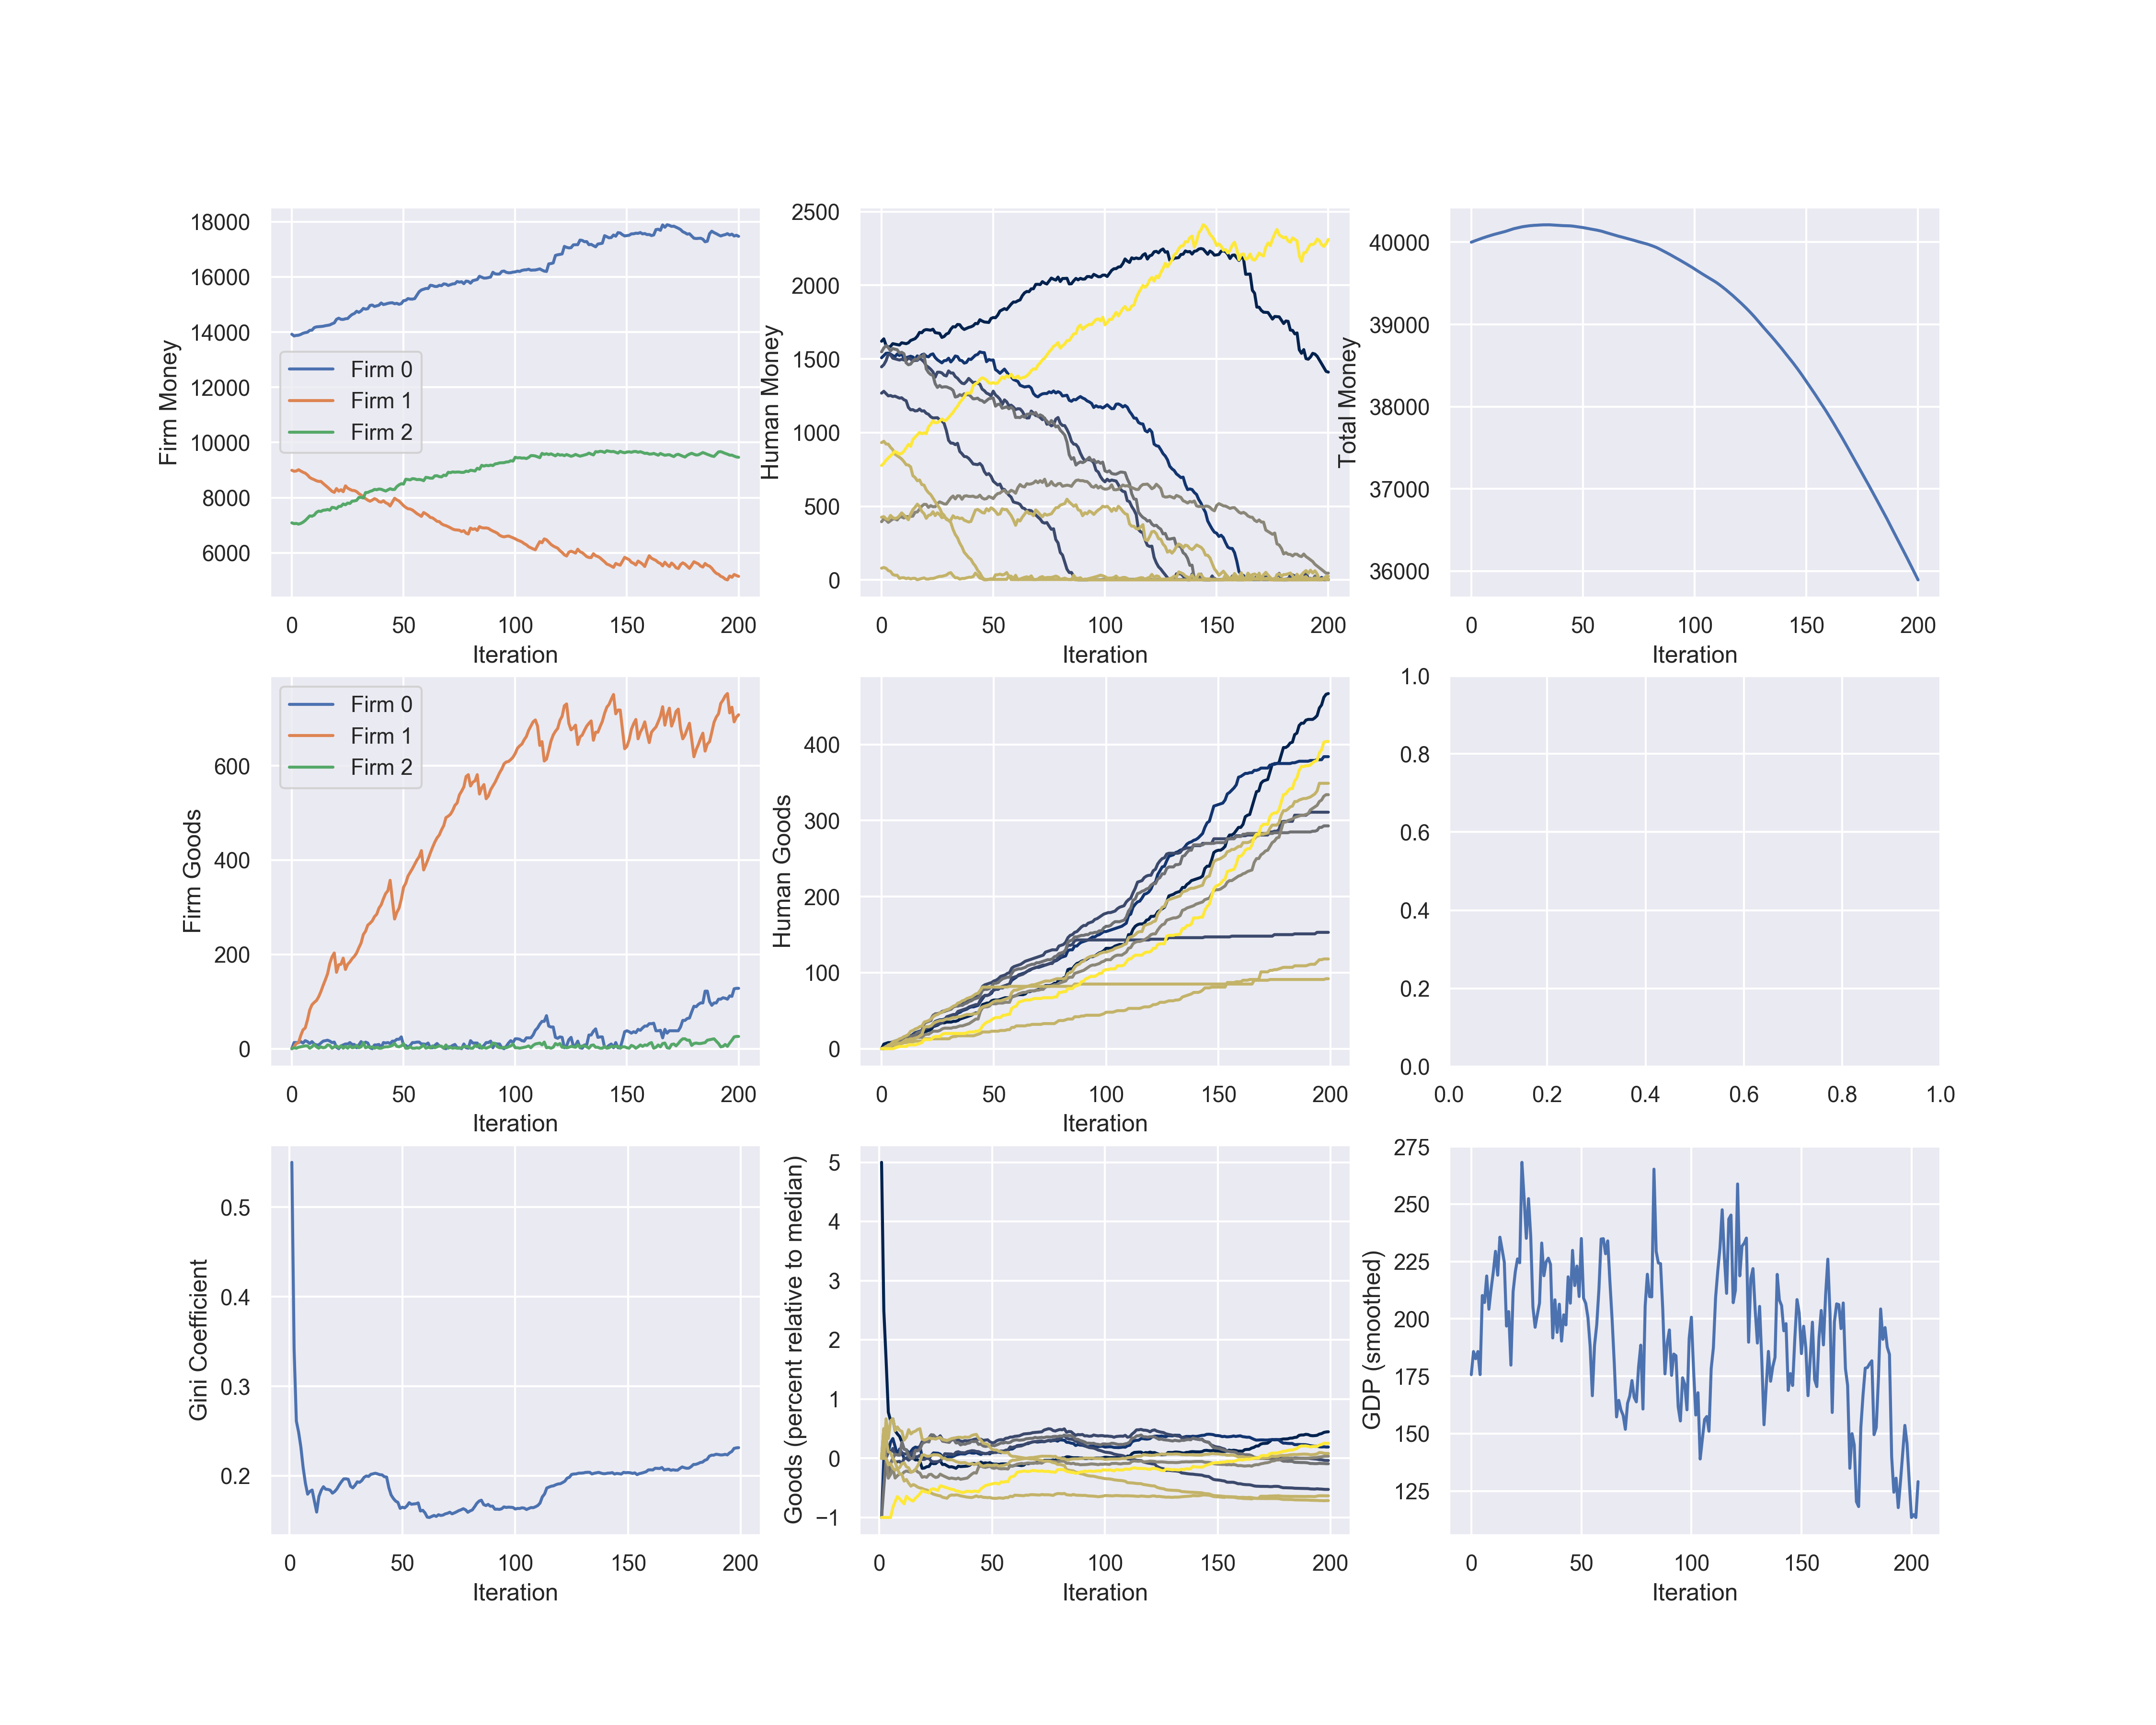 18000
16000
14000
12000
10000
8000
6000
Firm Money
Firm 0
Firm 1
Firm 2
0 50 100 150 200
Iteration
2500
2000
1500
1000
500
0
Human Money
0 50 100 150 200
Iteration
40000
39000
38000
37000
36000
Total Money
0 50 100 150 200
Iteration
600
400
200
0
Firm Goods
Firm 0
Firm 1
Firm 2
0 50 100 150 200
Iteration
400
300
200
100
0
Human Goods
0 50 100 150 200
Iteration
1.0
0.8
0.6
0.4
0.2
0.0
0.0 0.2 0.4 0.6 0.8 1.0
0.5
0.4
0.3
0.2
Gini Coefficient
0 50 100 150 200
Iteration
5
4
3
2
1
0
−1
Goods (percent relative to median)
0 50 100 150 200
Iteration
275
250
225
200
175
150
125
GDP (smoothed)
0 50 100 150 200
Iteration